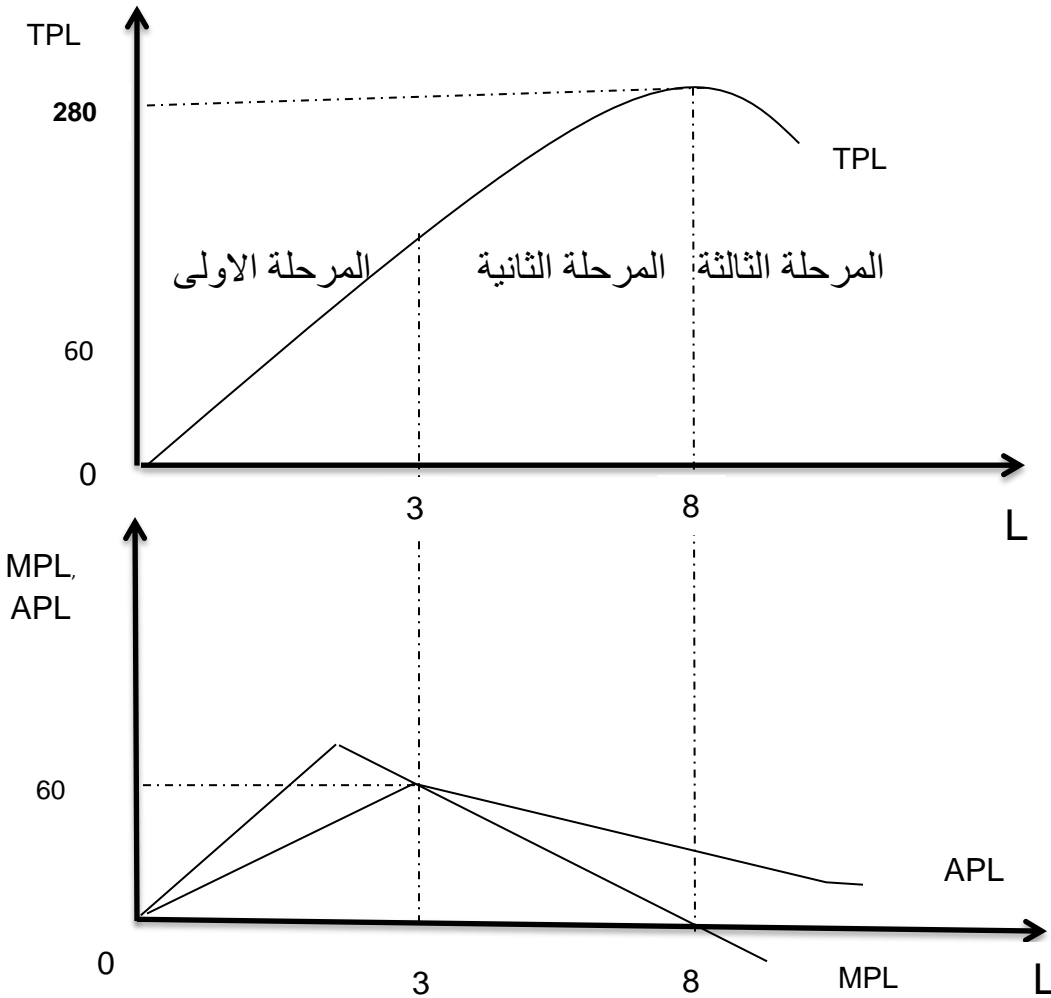 TPL
280
TPL
المرحلة الاولى
المرحلة الثانية
المرحلة الثالثة
60
0
3
8
L
MPL,
APL
60
APL
0
3
8
MPL
L